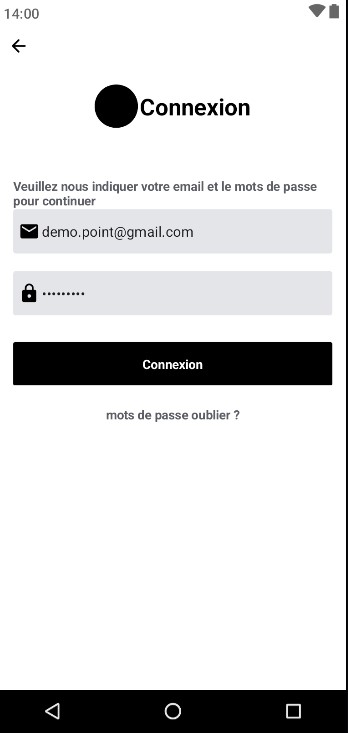 14:00
Connexion
Veuillez nous indiquer votre email et le mots de passe
pour continuer
demo.point@gmail.com
•••••••••
Connexion
mots de passe oublier ?